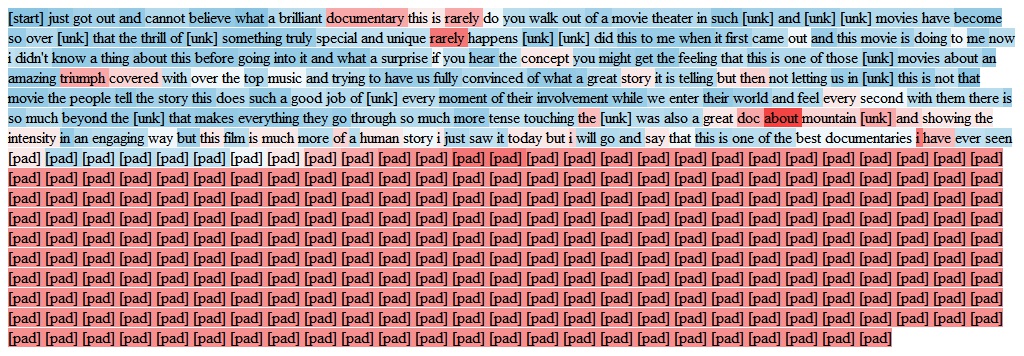 [start] just got out and cannot believe what a brilliant documentary this is rarely do you walk out of a movie theater in such [unk] and [unk] [unk] movies have become
so over [unk] that the thrill of [unk] something truly special and unique rarely happens [unk] [unk] did this to me when it first came out and this movie is doing to me now
i didn't know a thing about this before going into it and what a surprise if you hear the concept you might get the feeling that this is one of those [unk] movies about an
amazing triumph covered with over the top music and trying to have us fully convinced of what a great story it is telling but then not letting us in [unk] this is not that
movie the people tell the story this does such a good job of [unk] every moment of their involvement while we enter their world and feel every second with them there is
so much beyond the [unk] that makes everything they go through so much more tense touching the [unk] was also a great doc about mountain [unk] and showing the
intensity in an engaging way but this film is much more of a human story i just saw it today but i will go and say that this is one of the best documentaries i have ever seen
[pad] [pad] [pad] [pad] [pad] [pad] [pad] [pad] [pad] [pad] [pad] [pad] [pad] [pad] [pad] [pad] [pad] [pad] [pad] [pad] [pad] [pad] [pad] [pad] [pad] [pad] [pad]
[pad] [pad] [pad] [pad] [pad] [pad] [pad] [pad] [pad] [pad] [pad] [pad] [pad] [pad] [pad] [pad] [pad] [pad] [pad] [pad] [pad] [pad] [pad] [pad] [pad] [pad] [pad]
[pad] [pad] [pad] [pad] [pad] [pad] [pad] [pad] [pad] [pad] [pad] [pad] [pad] [pad] [pad] [pad] [pad] [pad] [pad] [pad] [pad] [pad] [pad] [pad] [pad] [pad] [pad]
[pad] [pad] [pad] [pad] [pad] [pad] [pad] [pad] [pad] [pad] [pad] [pad] [pad] [pad] [pad] [pad] [pad] [pad] [pad] [pad] [pad] [pad] [pad] [pad] [pad] [pad] [pad]
[pad] [pad] [pad] [pad] [pad] [pad] [pad] [pad] [pad] [pad] [pad] [pad] [pad] [pad] [pad] [pad] [pad] [pad] [pad] [pad] [pad] [pad] [pad] [pad] [pad] [pad] [pad]
[pad] [pad] [pad] [pad] [pad] [pad] [pad] [pad] [pad] [pad] [pad] [pad] [pad] [pad] [pad] [pad] [pad] [pad] [pad] [pad] [pad] [pad] [pad] [pad] [pad] [pad] [pad]
[pad] [pad] [pad] [pad] [pad] [pad] [pad] [pad] [pad] [pad] [pad] [pad] [pad] [pad] [pad] [pad] [pad] [pad] [pad] [pad] [pad] [pad] [pad] [pad] [pad] [pad] [pad]
[pad] [pad] [pad] [pad] [pad] [pad] [pad] [pad] [pad] [pad] [pad] [pad] [pad] [pad] [pad] [pad] [pad] [pad] [pad] [pad] [pad] [pad] [pad] [pad] [pad] [pad] [pad]
[pad] [pad] [pad] [pad] [pad] [pad] [pad] [pad] [pad] [pad] [pad] [pad] [pad] [pad] [pad] [pad] [pad] [pad] [pad] [pad] [pad] [pad] [pad] [pad] [pad] [pad] [pad]
[pad] [pad] [pad] [pad] [pad] [pad] [pad] [pad] [pad] [pad] [pad] [pad] [pad] [pad] [pad] [pad] [pad] [pad] [pad] [pad] [pad] [pad] [pad] [pad]